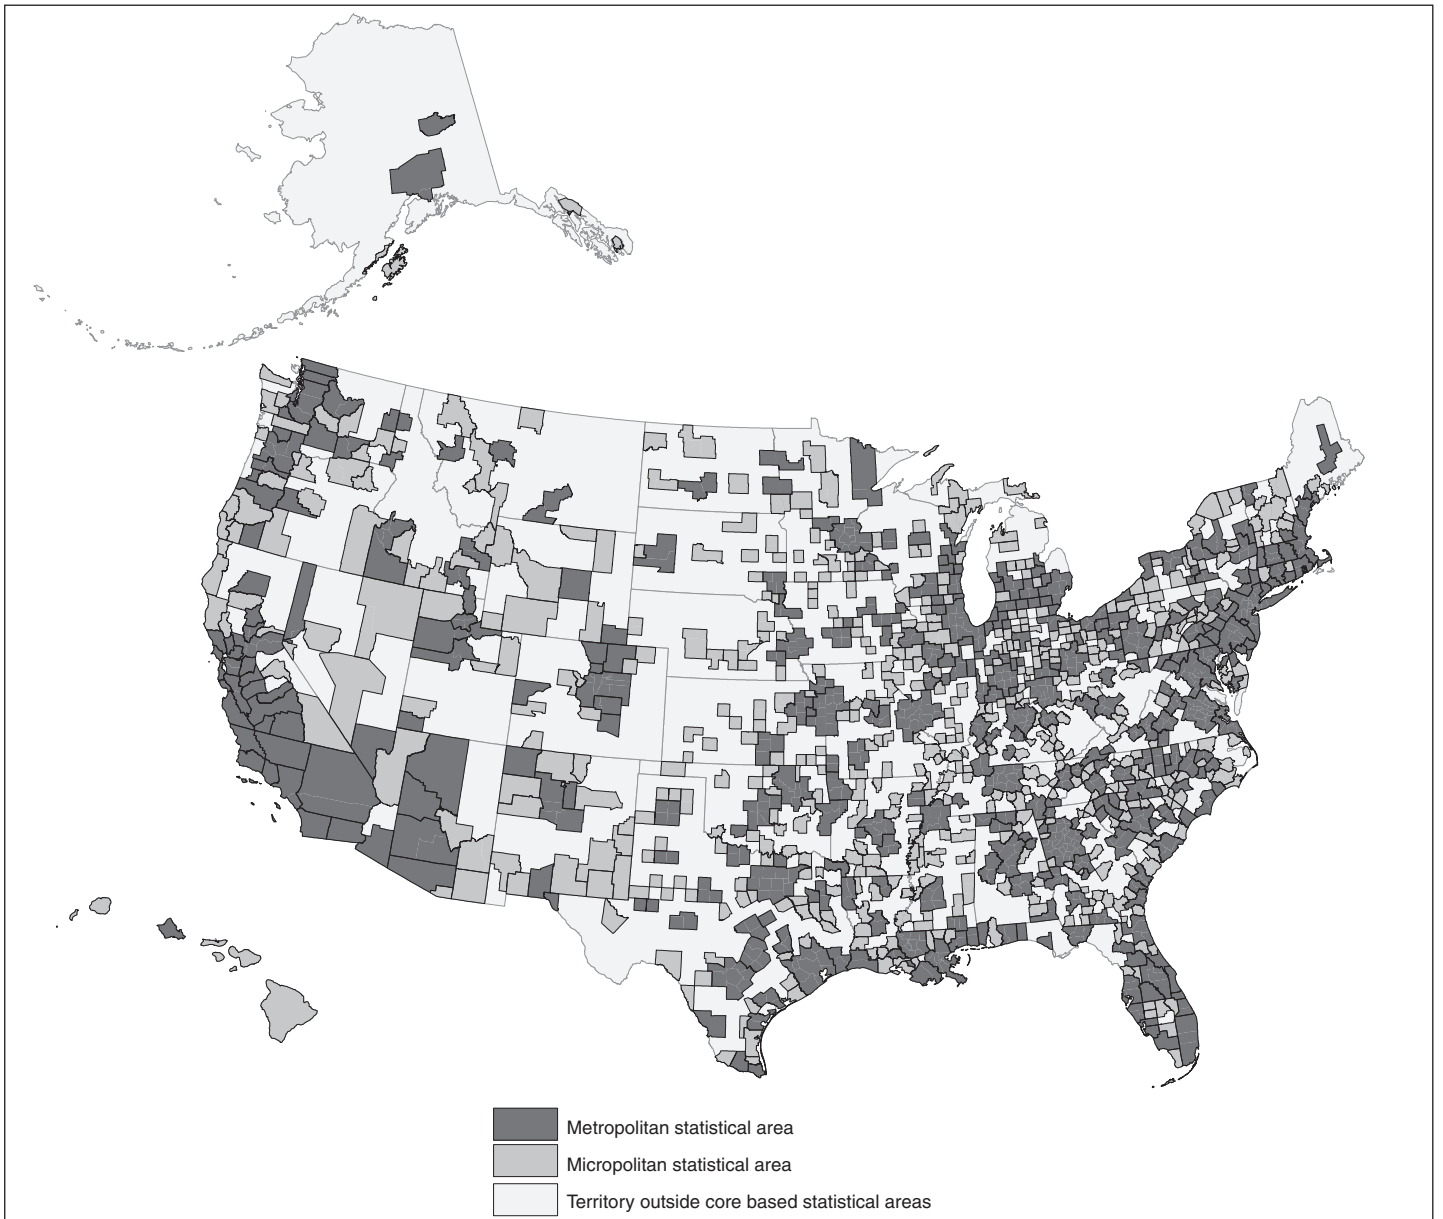 Metropolitan statistical area
Micropolitan statistical area
Territory outside core based statistical areas